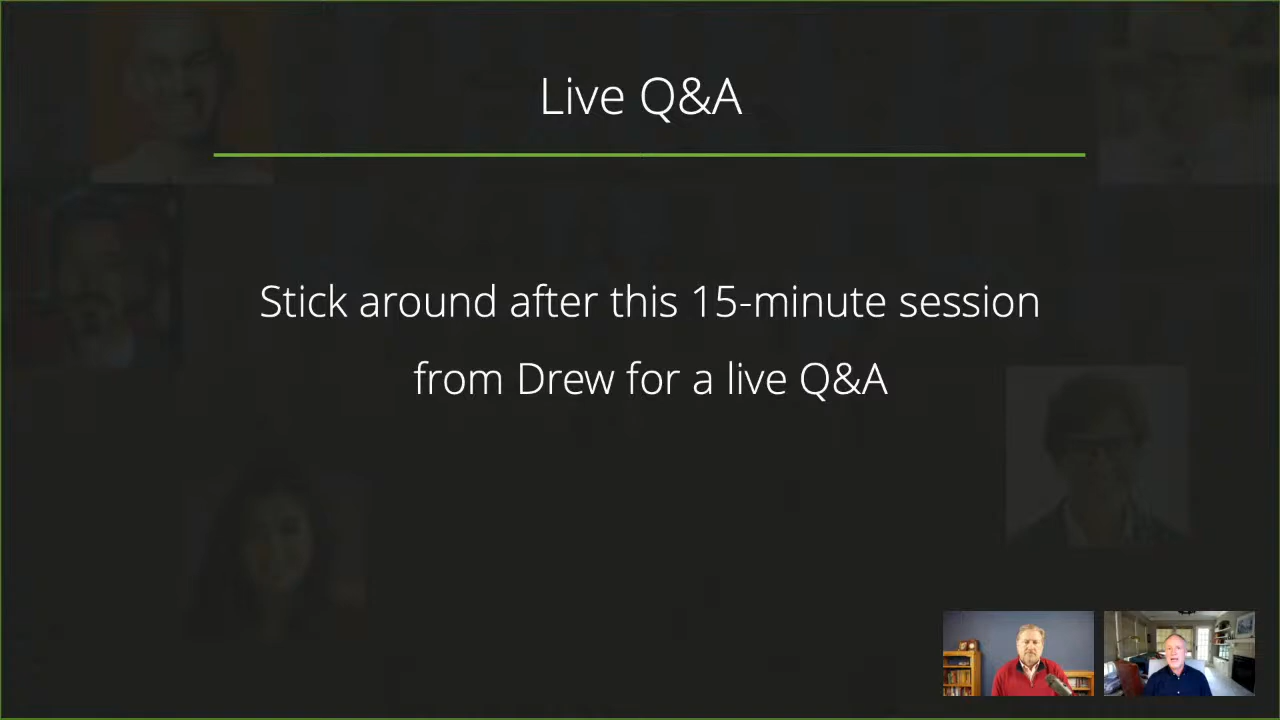 Live Q&A
Stick around after this 15-minute session
from Drew for a live Q&A